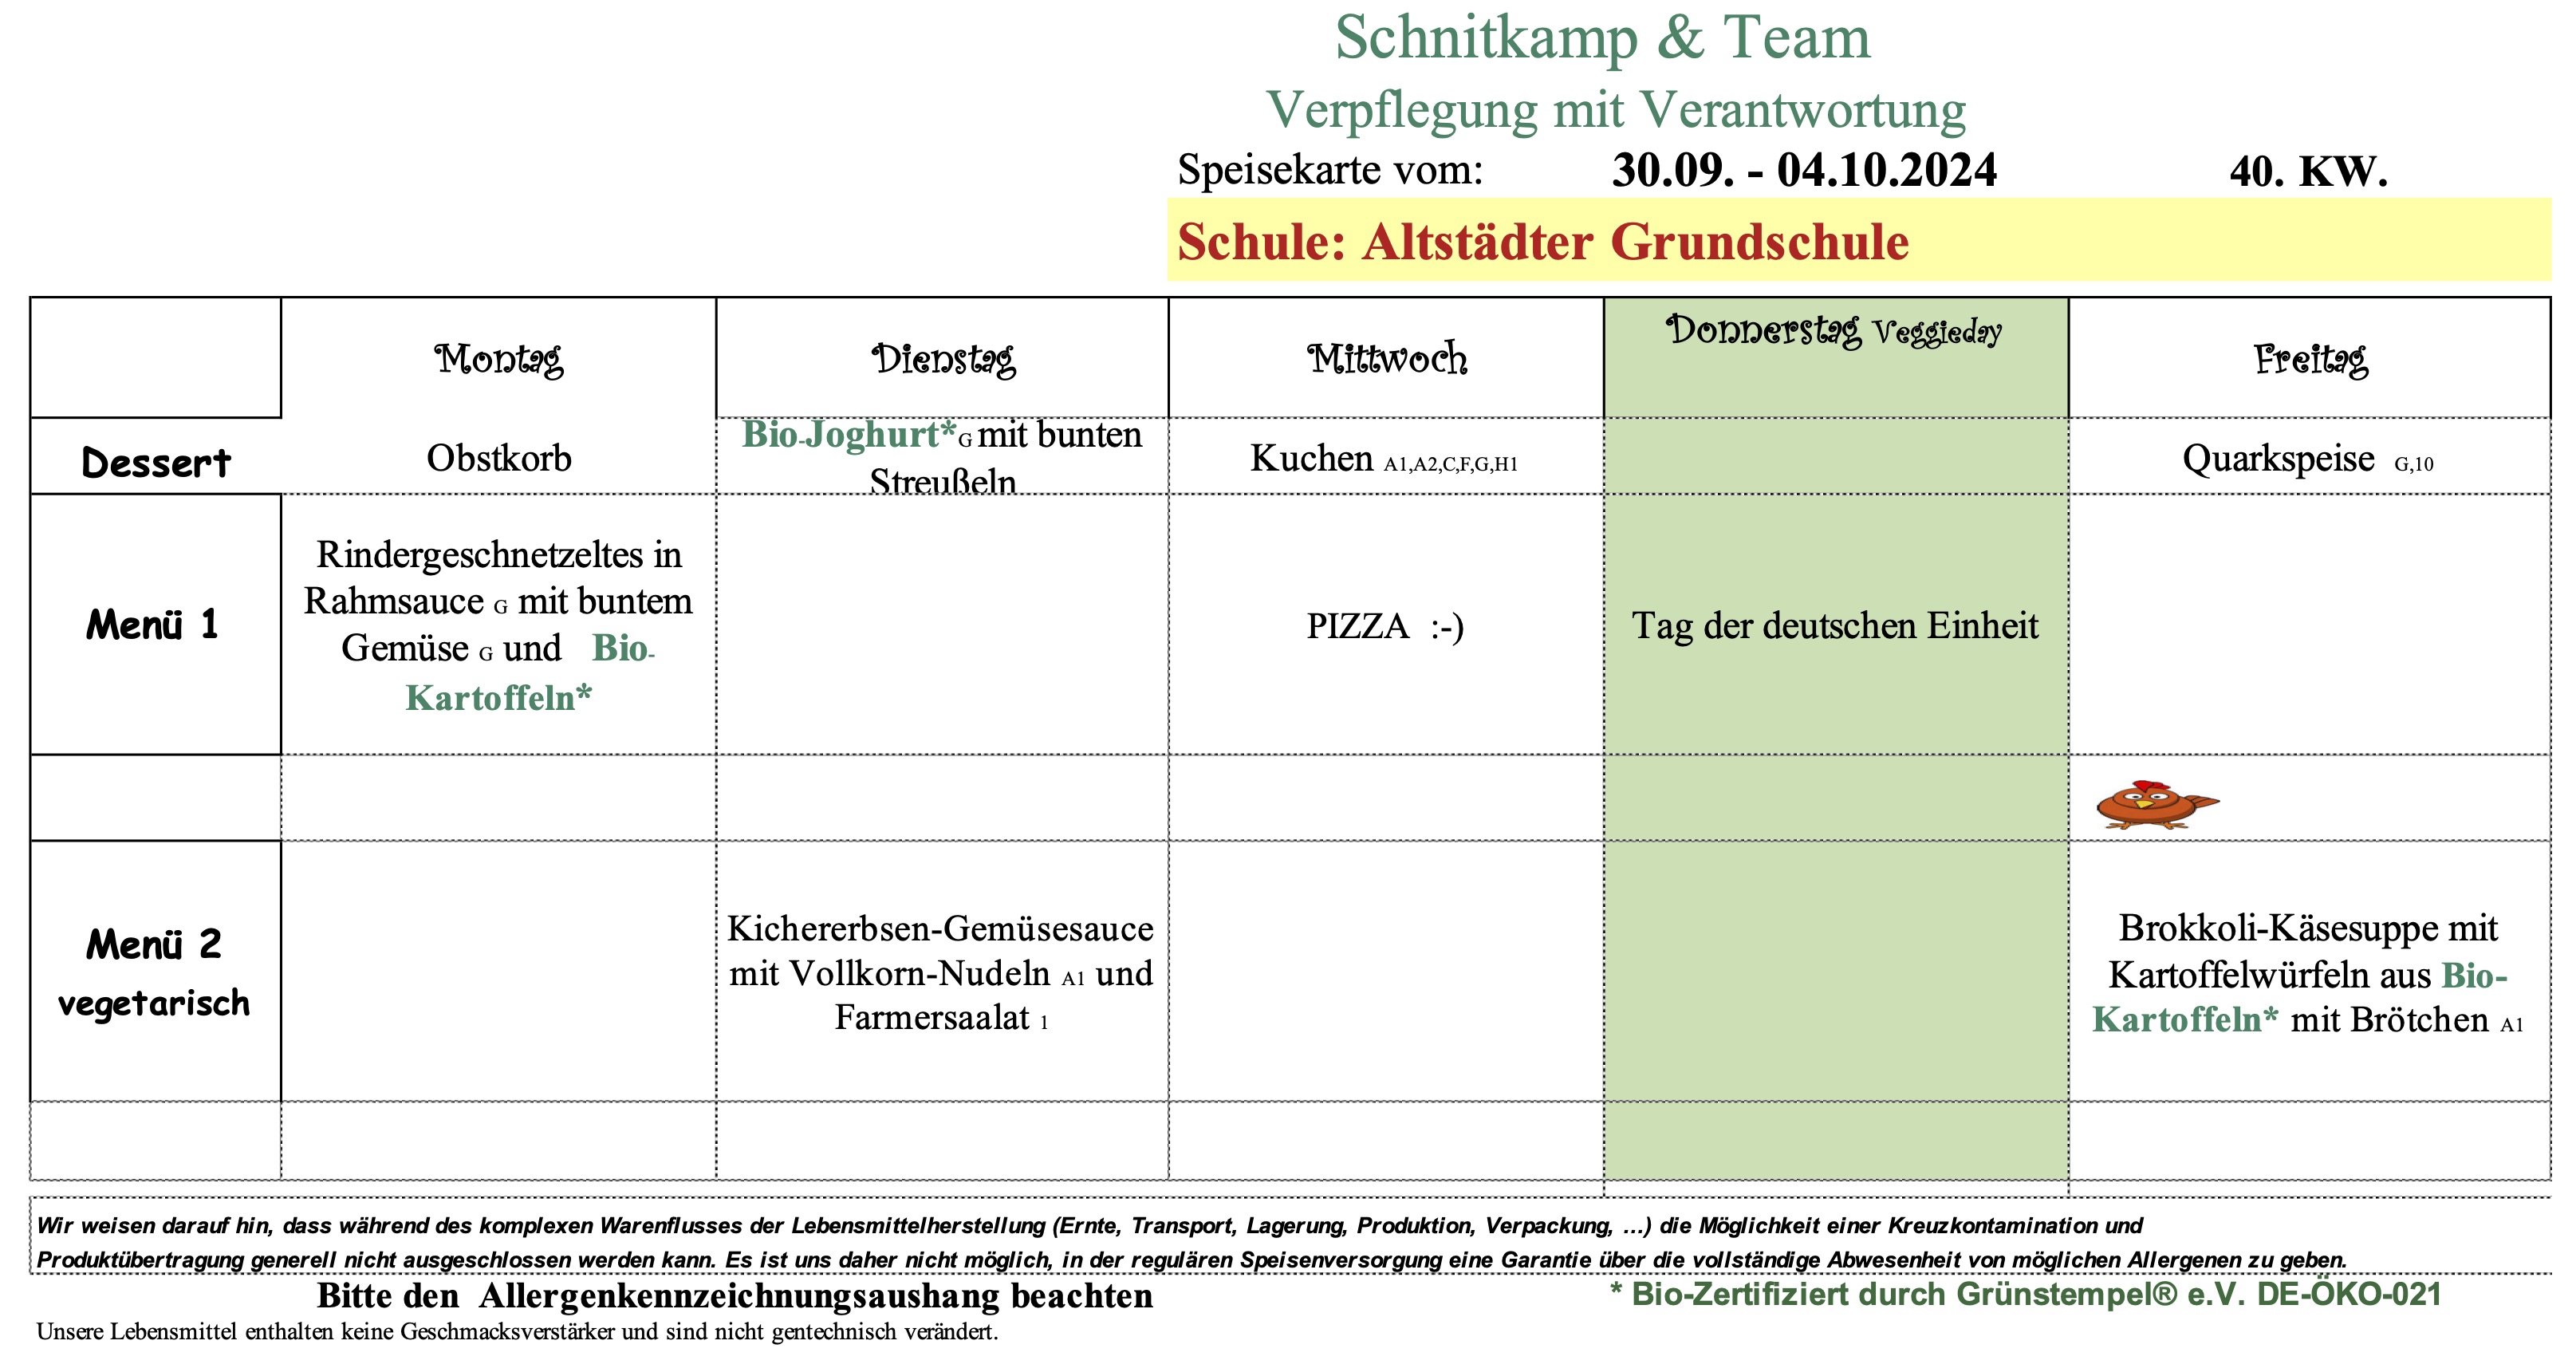 Schnitkamp & Team
Verpflegung mit Verantwortung
Speisekarte vom: 30.09. - 04.10.2024 40. KW.
Schule: Altstädter Grundschule
Montag Dienstag Mittwoch Donnerstag Veggieday Freitag
Dessert
Obstkorb
Bio-Joghurt*G mit bunten
Streußeln
Kuchen A1,A2,C,F,G,H1
Quarkspeise G,10
Menü 1
Rindergeschnetzeltes in
Rahmsauce G mit buntem
Gemüse G und Bio-
Kartoffeln*
PIZZA :-)
Tag der deutschen Einheit
Menü 2
vegetarisch
Kichererbsen-Gemüsesauce
mit Vollkorn-Nudeln A1 und
Farmersaalat 1
Brokkoli-Käsesuppe mit
Kartoffelwürfeln aus Bio-
Kartoffeln* mit Brötchen A1
Wir weisen darauf hin, dass während des komplexen Warenflusses der Lebensmittelherstellung (Ernte, Transport, Lagerung, Produktion, Verpackung, ...) die Möglichkeit einer Kreuzkontamination und
Produktübertragung generell nicht ausgeschlossen werden kann. Es ist uns daher nicht möglich, in der regulären Speisenversorgung eine Garantie über die vollständige Abwesenheit von möglichen Allergenen zu geben.
Bitte den Allergenkennzeichnungsaushang beachten
* Bio-Zertifiziert durch Grünstempel® e.V. DE-ÖKO-021
Unsere Lebensmittel enthalten keine Geschmacksverstärker und sind nicht gentechnisch verändert.